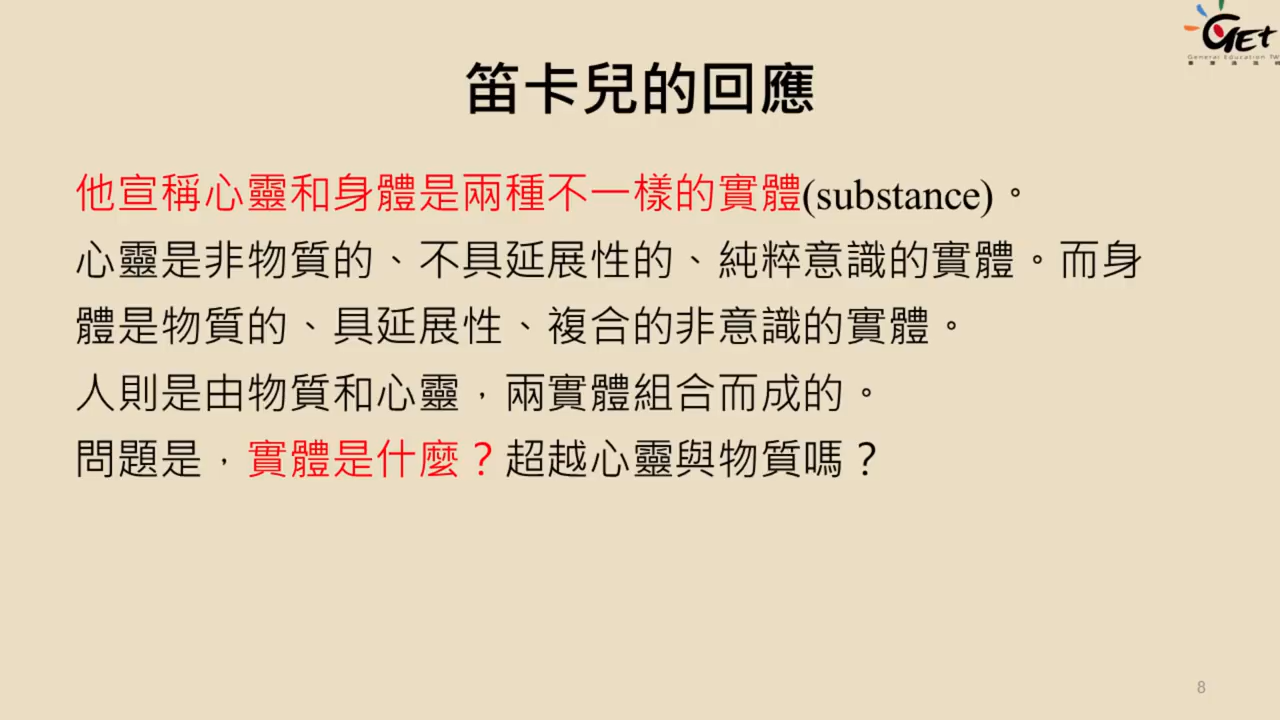 GEt
General Education TW
笛卡兒的回應
他宣稱心靈和身體是兩種不一樣的實體(substance)。
心靈是非物質的、不具延展性的、純粹意識的實體。而身
體是物質的、具延展性、複合的非意識的實體。
人則是由物質和心靈，兩實體組合而成的。
問題是，實體是什麼？超越心靈與物質嗎？
8